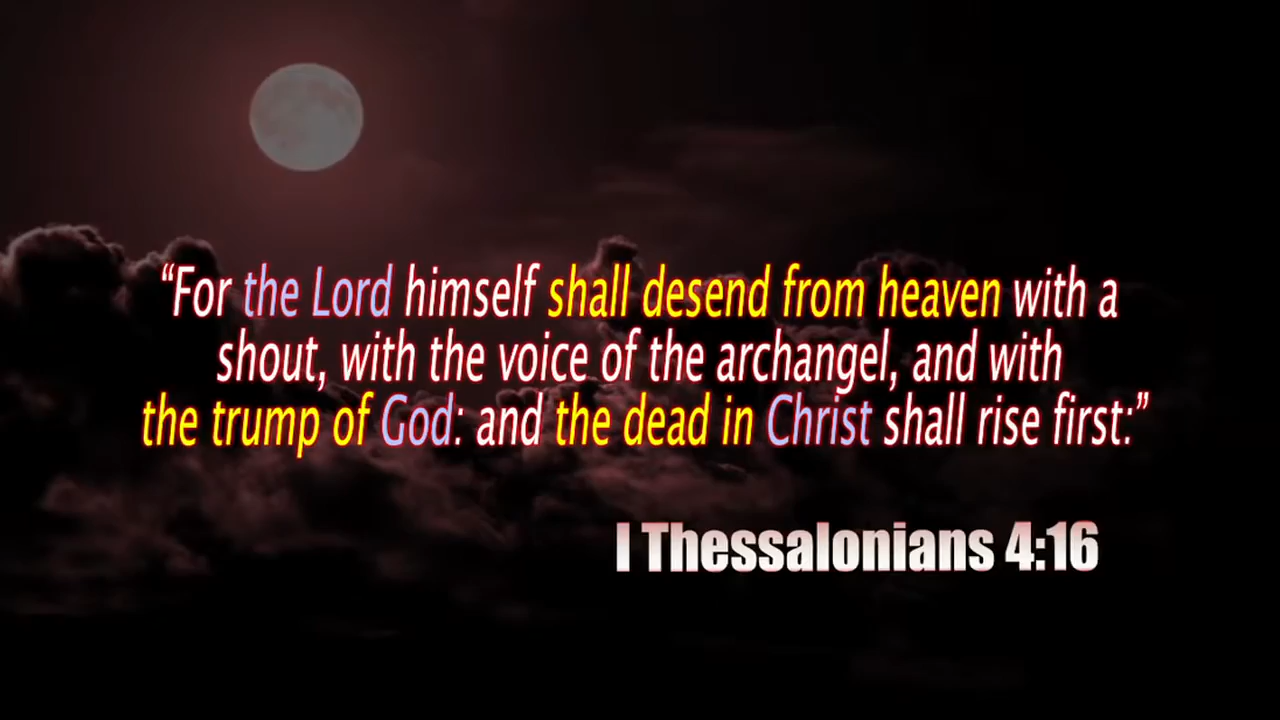 “For the Lord himself shall desend from heaven with a
shout, with the voice of the archangel, and with
the trump of God: and the dead in Christ shall rise first:”
I Thessalonians 4:16